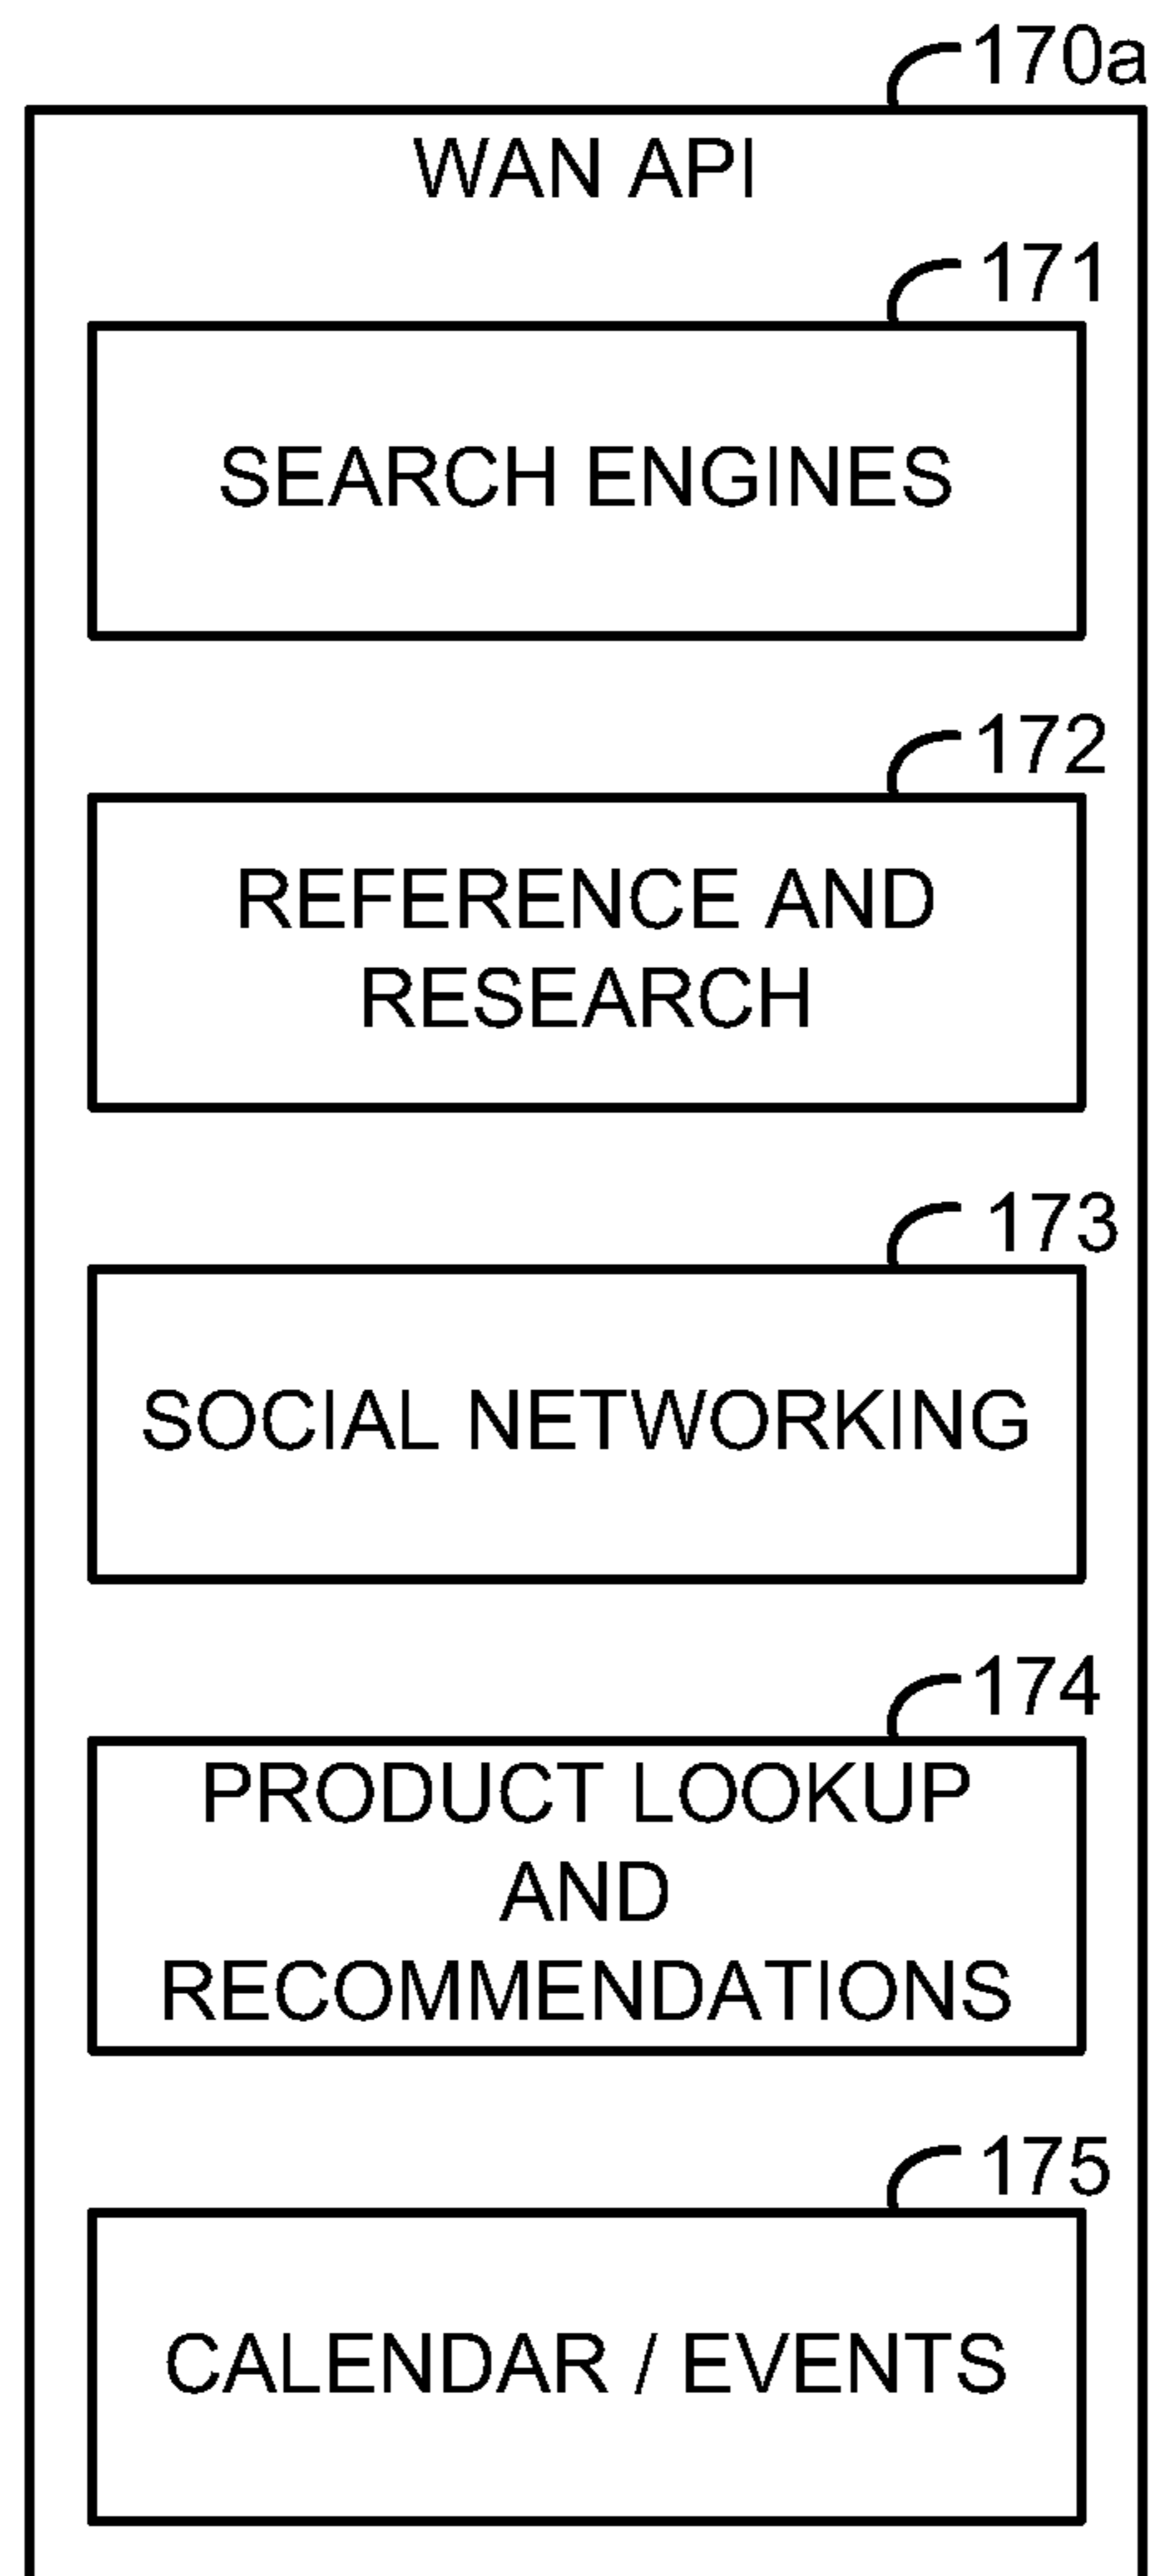 170a
WAN API
171
SEARCH ENGINES
172
REFERENCE AND
RESEARCH
173
SOCIAL NETWORKING
174
PRODUCT LOOKUP
AND
RECOMMENDATIONS
175
CALENDAR / EVENTS